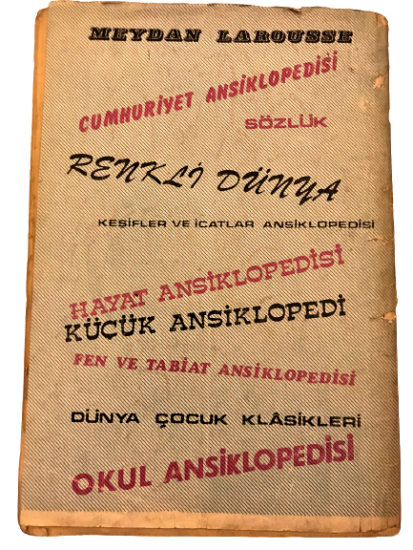 MEYDAN LAROUSSE
CUMHURİYET ANSİKLOPEDİSİ
SÖZLÜK
RENKLİ DÜNYA
KEŞİFLER VE İCATLAR ANSİKLOPEDİSİ
HAYAT ANSİKLOPEDİSİ
KÜÇÜK ANSİKLOPEDİ
FEN VE TABİAT ANSİKLOPEDİSİ
DÜNYA ÇOCUK KLÂSİKLERİ
OKUL ANSİKLOPEDİSİ